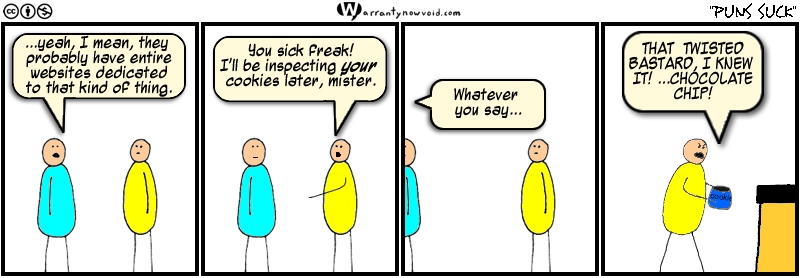 Warrantynowvoid.com
"PUNS SUCK"
...yeah, I mean, they
probably have entire
websites dedicated
to that kind of thing.
You sick freak!
I'll be inspecting your
cookies later, mister.
Whatever
you say...
THAT TWISTED
BASTARD, I KNEW
IT! ...CHOCOLATE
CHIP!
cookie